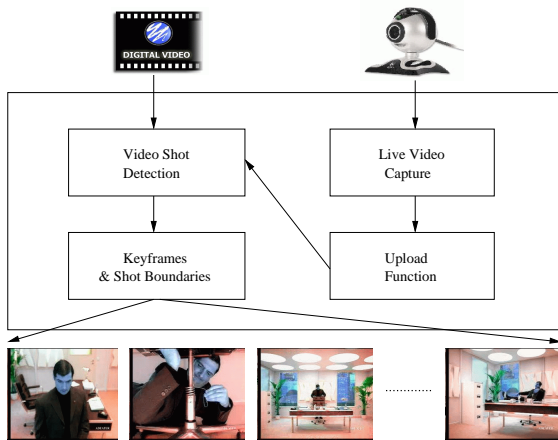 DIGITAL VIDEO
Video Shot
Detection
Live Video
Capture
Keyframes
& Shot Boundaries
Upload
Function
..............